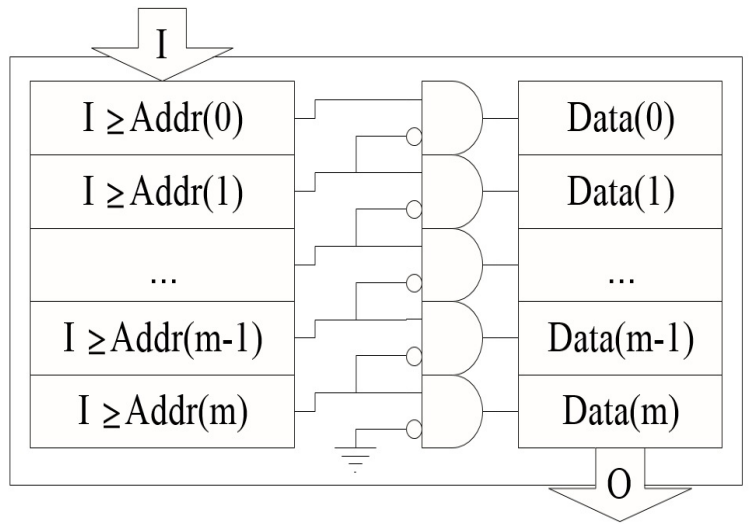 I
I ≥ Addr(0)
Data(0)
I ≥ Addr(1)
Data(1)
...
...
I ≥ Addr(m-1)
Data(m-1)
I ≥ Addr(m)
Data(m)
O